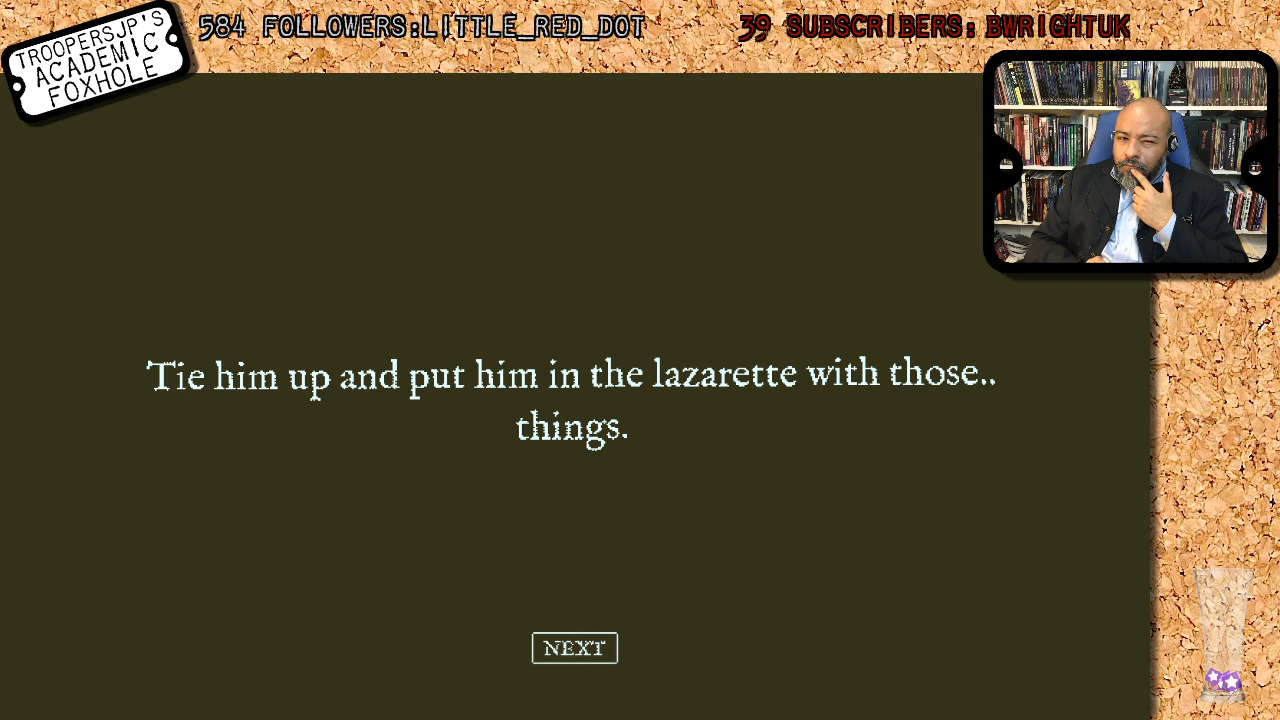 TROOPERSJP'S
ACADEMIC
FOXHOLE
584 FOLLOWERS:LITTLE_RED_DOT
39 SUBSCRIBERS: BWRIGHTUK
Tie him up and put him in the lazarette with those..
things.
NEXT